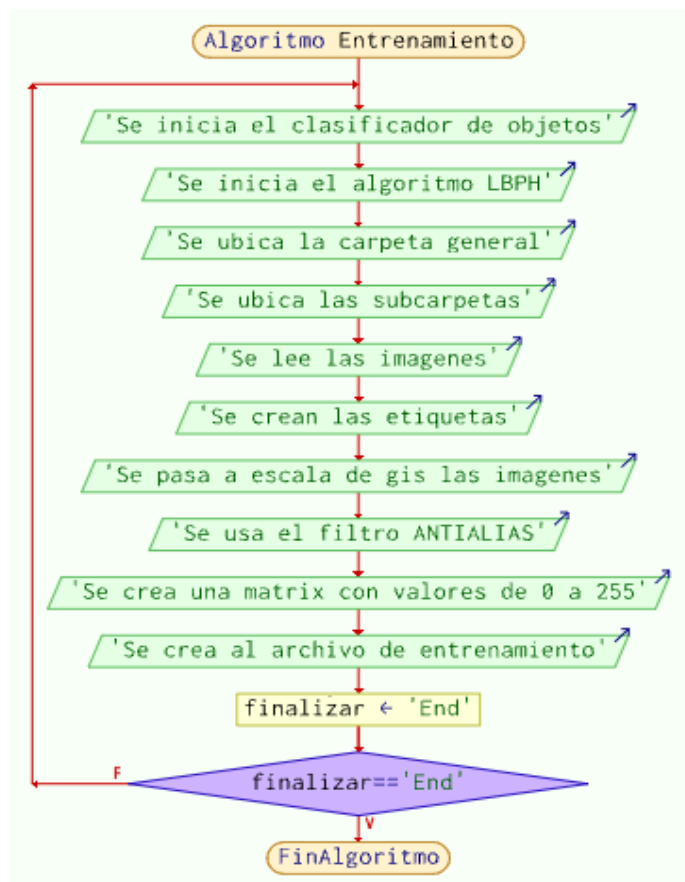 Algoritmo Entrenamiento
'Se inicia el clasificador de objetos'
'Se inicia el algoritmo LBPH'
'Se ubica la carpeta general'
'Se ubica las subcarpetas'
'Se lee las imagenes'
'Se crean las etiquetas'
'Se pasa a escala de gis las imagenes'
'Se usa el filtro ANTIALIAS'
'Se crea una matrix con valores de 0 a 255'
'Se crea al archivo de entrenamiento'
finalizar ← 'End'
F
finalizar=='End'
V
FinAlgoritmo